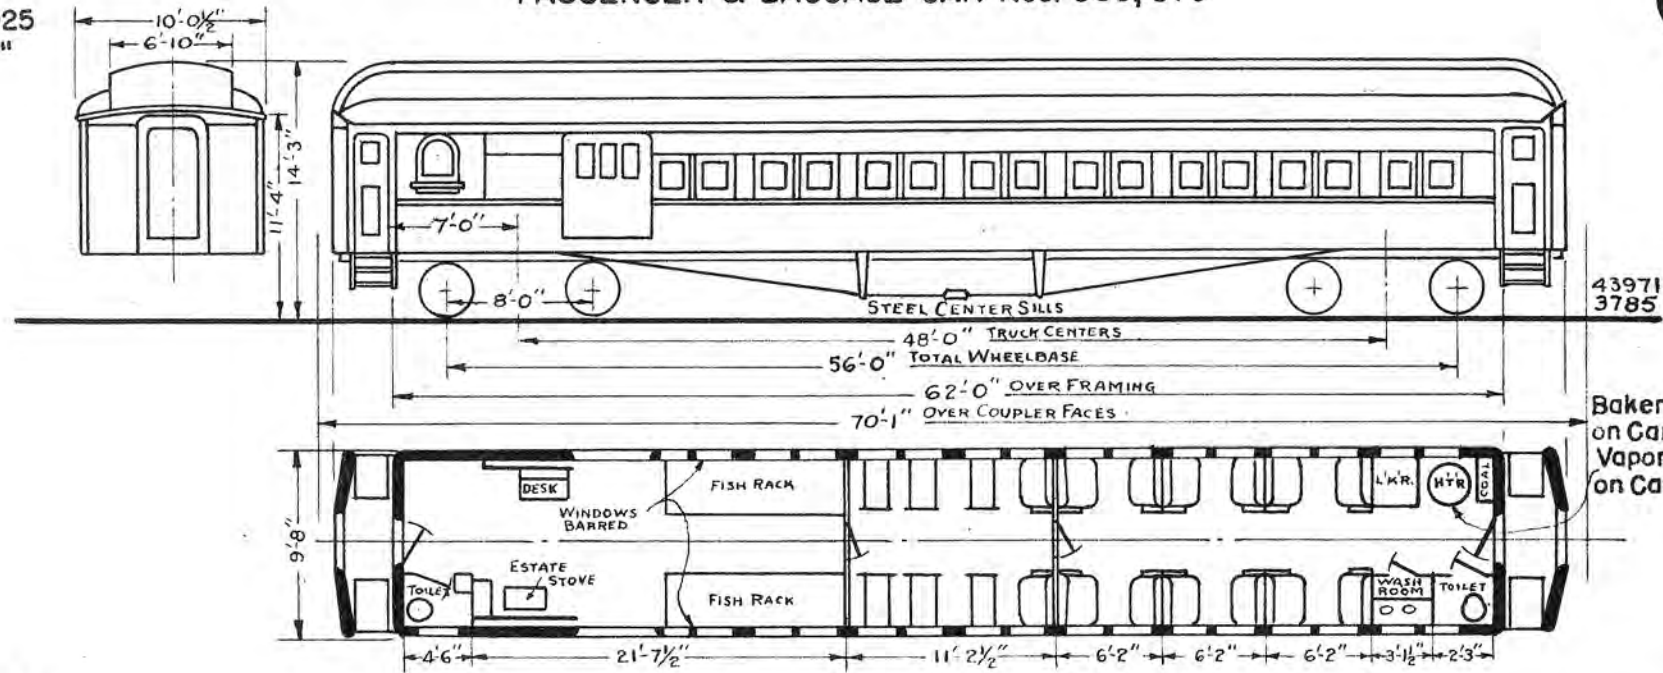 25
"
10'-0½"
6'-10"
14'-3"
11'-4"
7'-0"
8'-0"
STEEL CENTER SILLS
43971
3785
48'-0" TRUCK CENTERS
56'-0" TOTAL WHEELBASE
62'-0" OVER FRAMING
70'-1" OVER COUPLER FACES
Baker
on Ca
Vapor
on Ca
9'-8"
DESK
WINDOWS
BARRED
FISH RACK
L'K'R.
HTR
COAL
ESTATE
STOVE
TOILET
FISH RACK
WASH
ROOM
TOILET
4'6"
21'-7½"
11'-2½"
6'-2"
6'-2"
6'-2"
3'-1½"
2'-3"